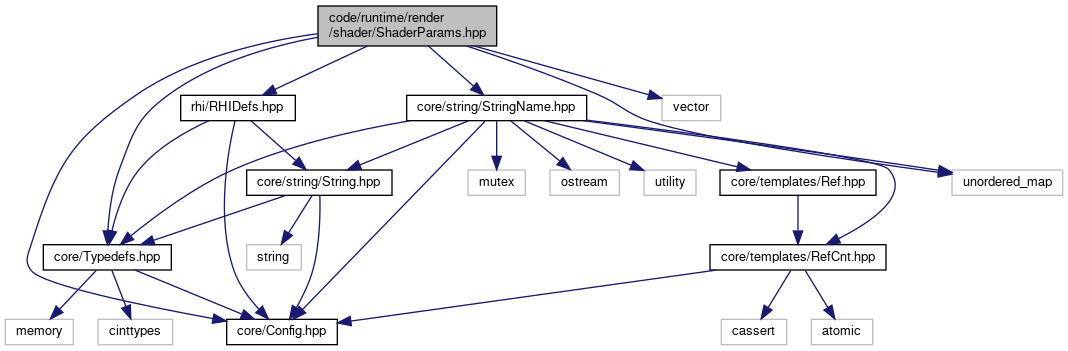 code/runtime/render
/shader/ShaderParams.hpp
rhi/RHIDefs.hpp
core/string/StringName.hpp
vector
core/string/String.hpp
mutex
ostream
utility
core/templates/Ref.hpp
unordered_map
core/Typedefs.hpp
string
core/templates/RefCnt.hpp
memory
cinttypes
core/Config.hpp
cassert
atomic